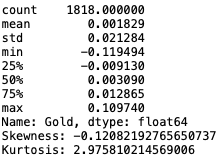 count    1818.000000
mean        0.001829
std         0.021284
min        -0.119494
25%        -0.009130
50%         0.003090
75%         0.012865
max         0.109740
Name: Gold, dtype: float64
Skewness: -0.12082192765650737
Kurtosis: 2.975810214569006